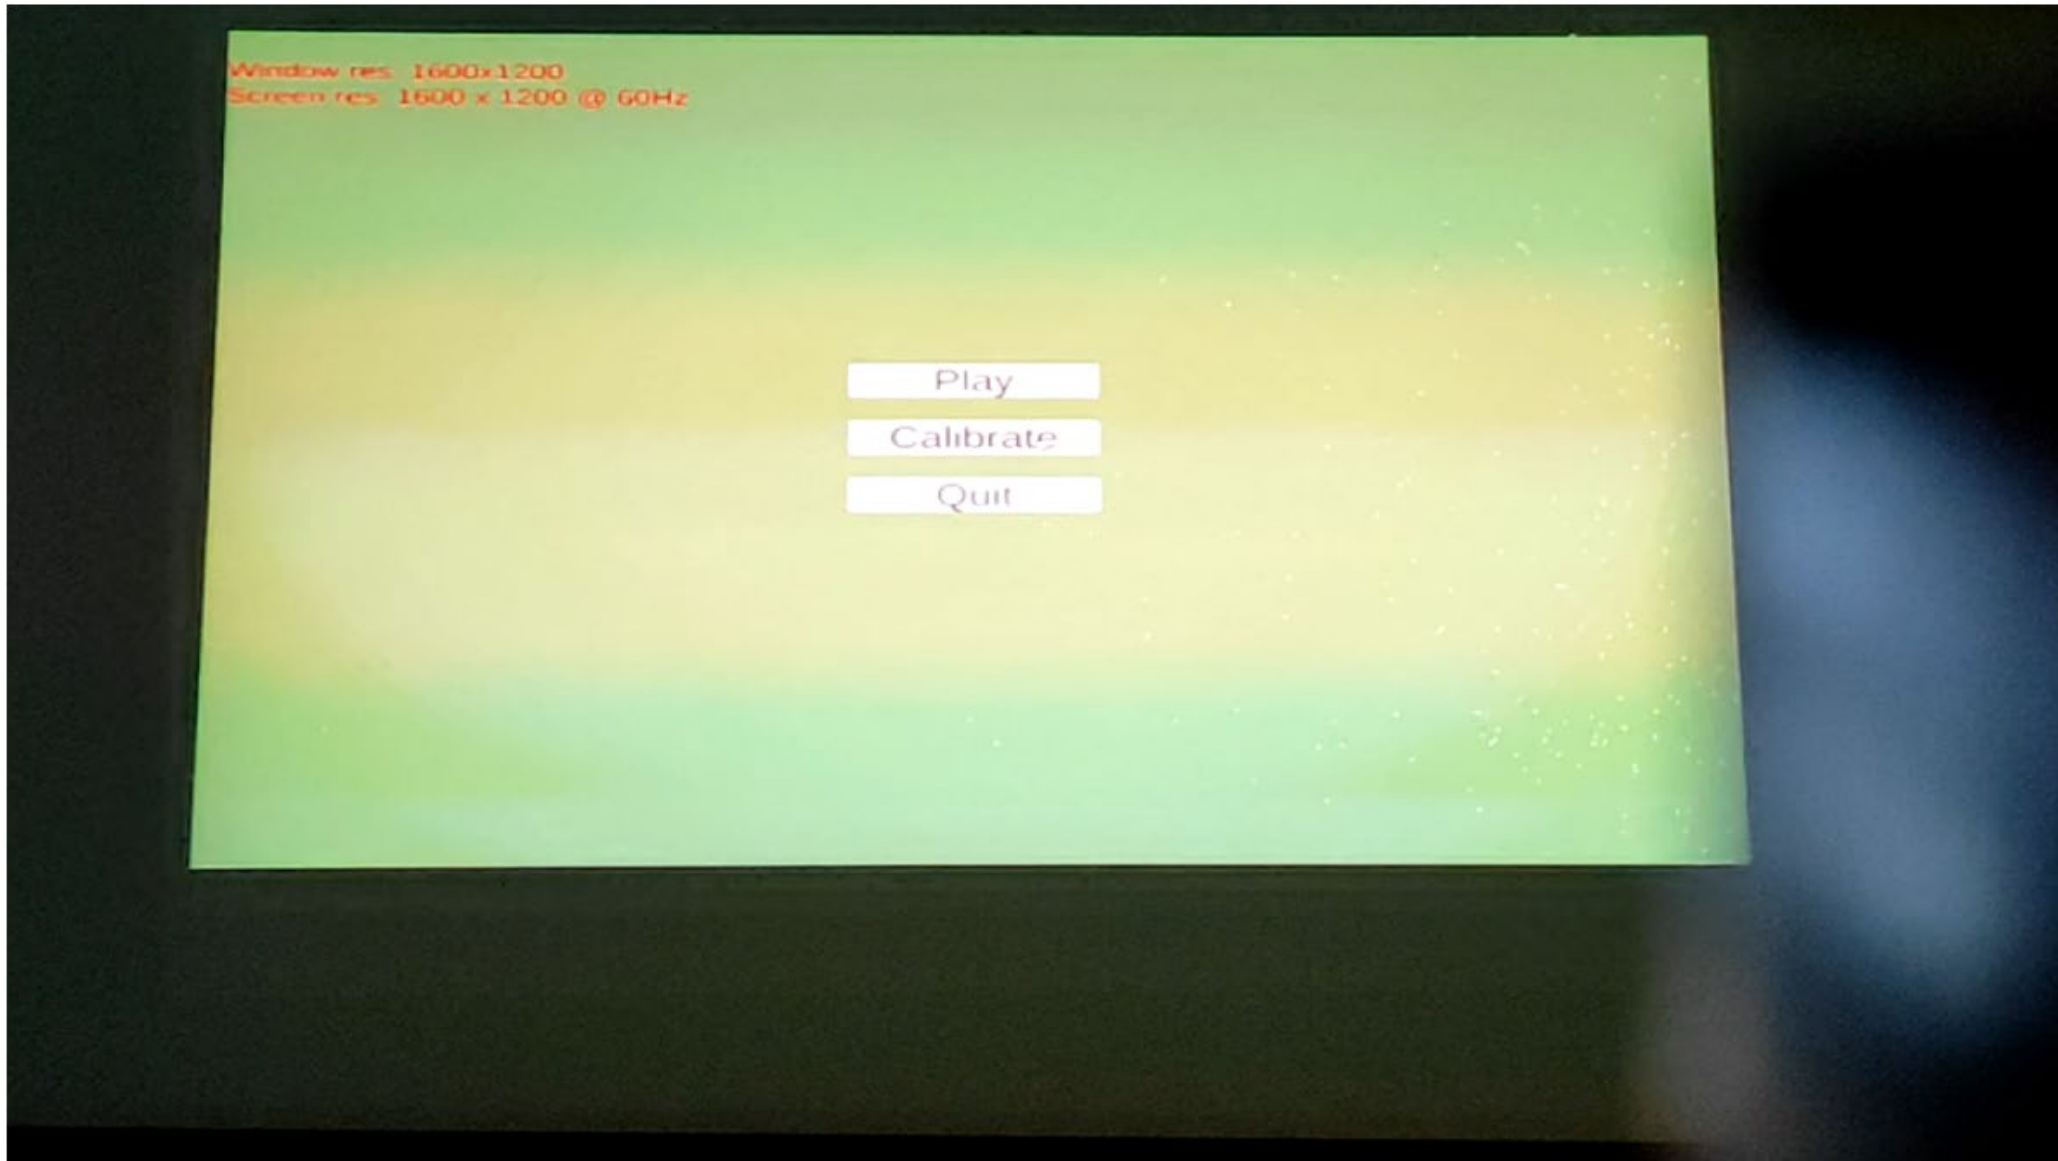 Window res: 1600x1200
Screen res: 1600 x 1200 @ 60Hz
Play
Calibrate
Quit